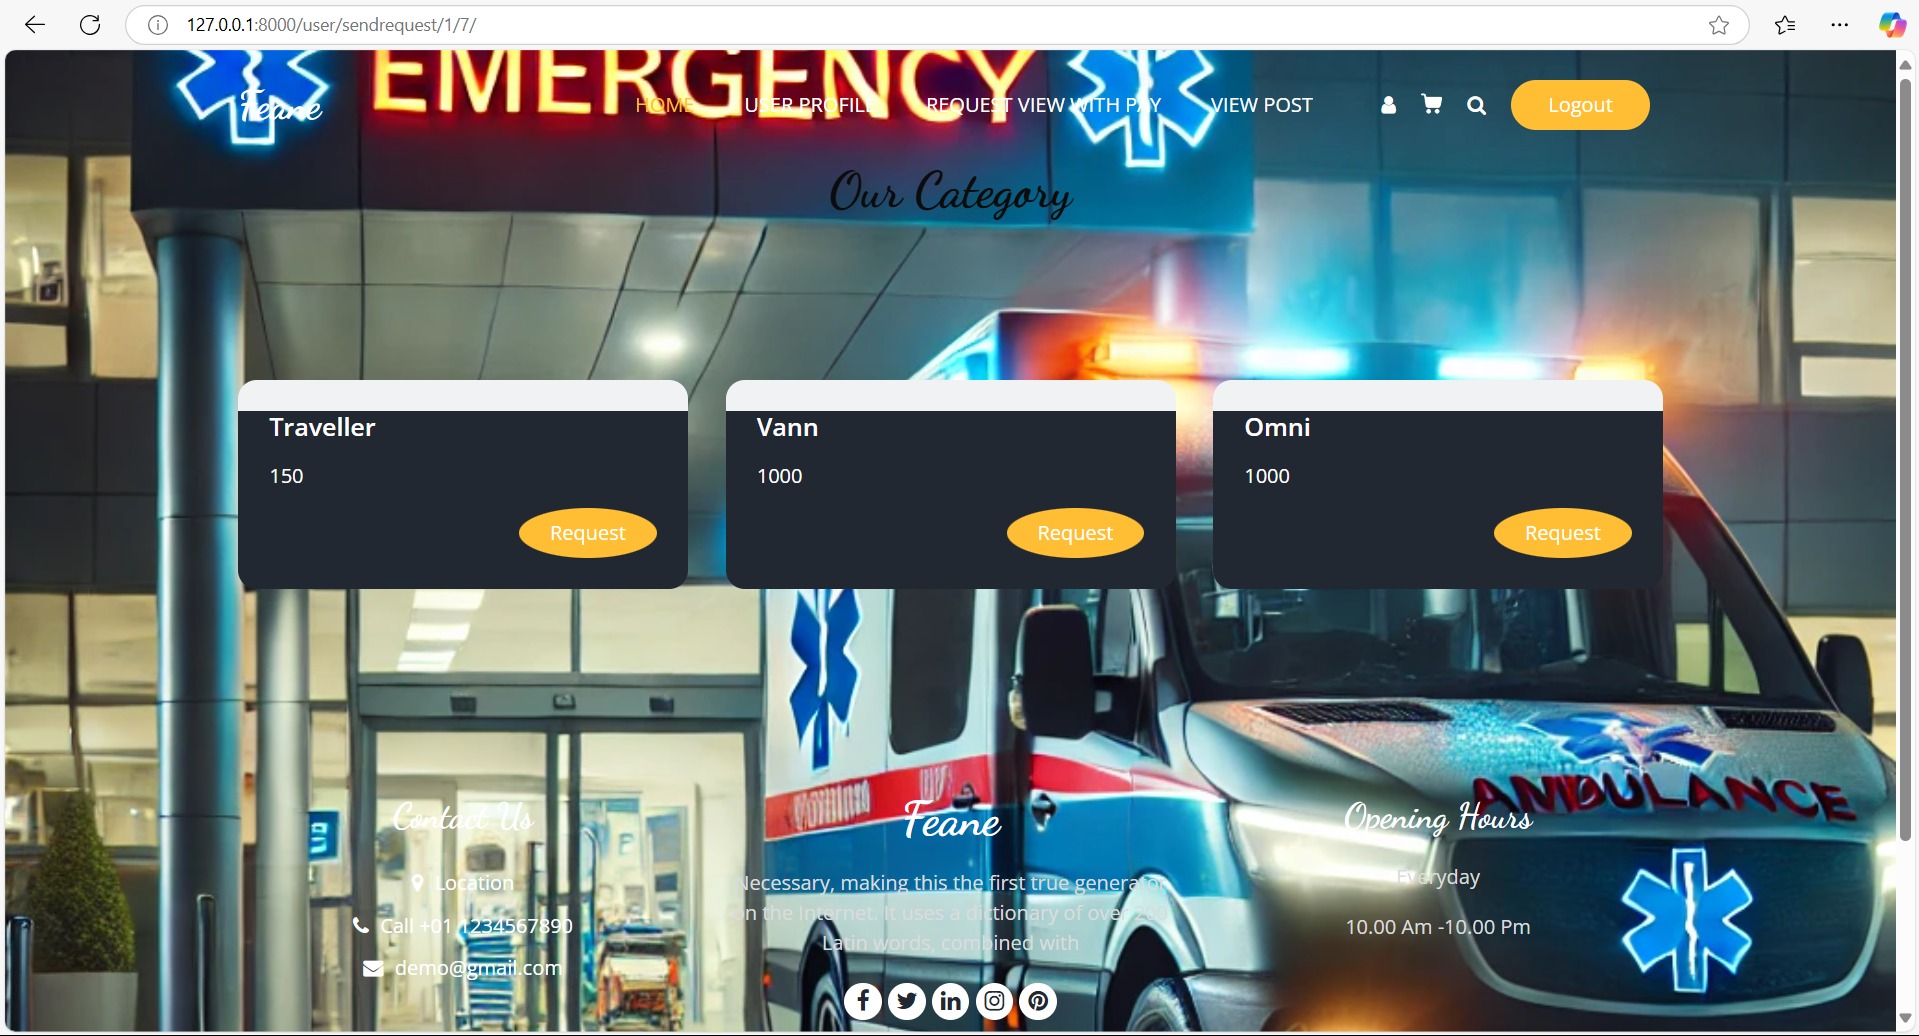 127.0.0.1:8000/user/sendrequest/1/7/
EMERGENCY
Feane
HOME
USER PROFILE
REQUEST VIEW WITH PAY
VIEW POST
Logout
Our Category
Traveller
150
Request
Vann
1000
Request
Omni
1000
Request
AMBULANCE
Contact Us
Location
Call +01 1234567890
demo@gmail.com
Feane
Necessary, making this the first true generator
on the Internet. It uses a dictionary of over 200
Latin words, combined with
Opening Hours
Everyday
10.00 Am -10.00 Pm